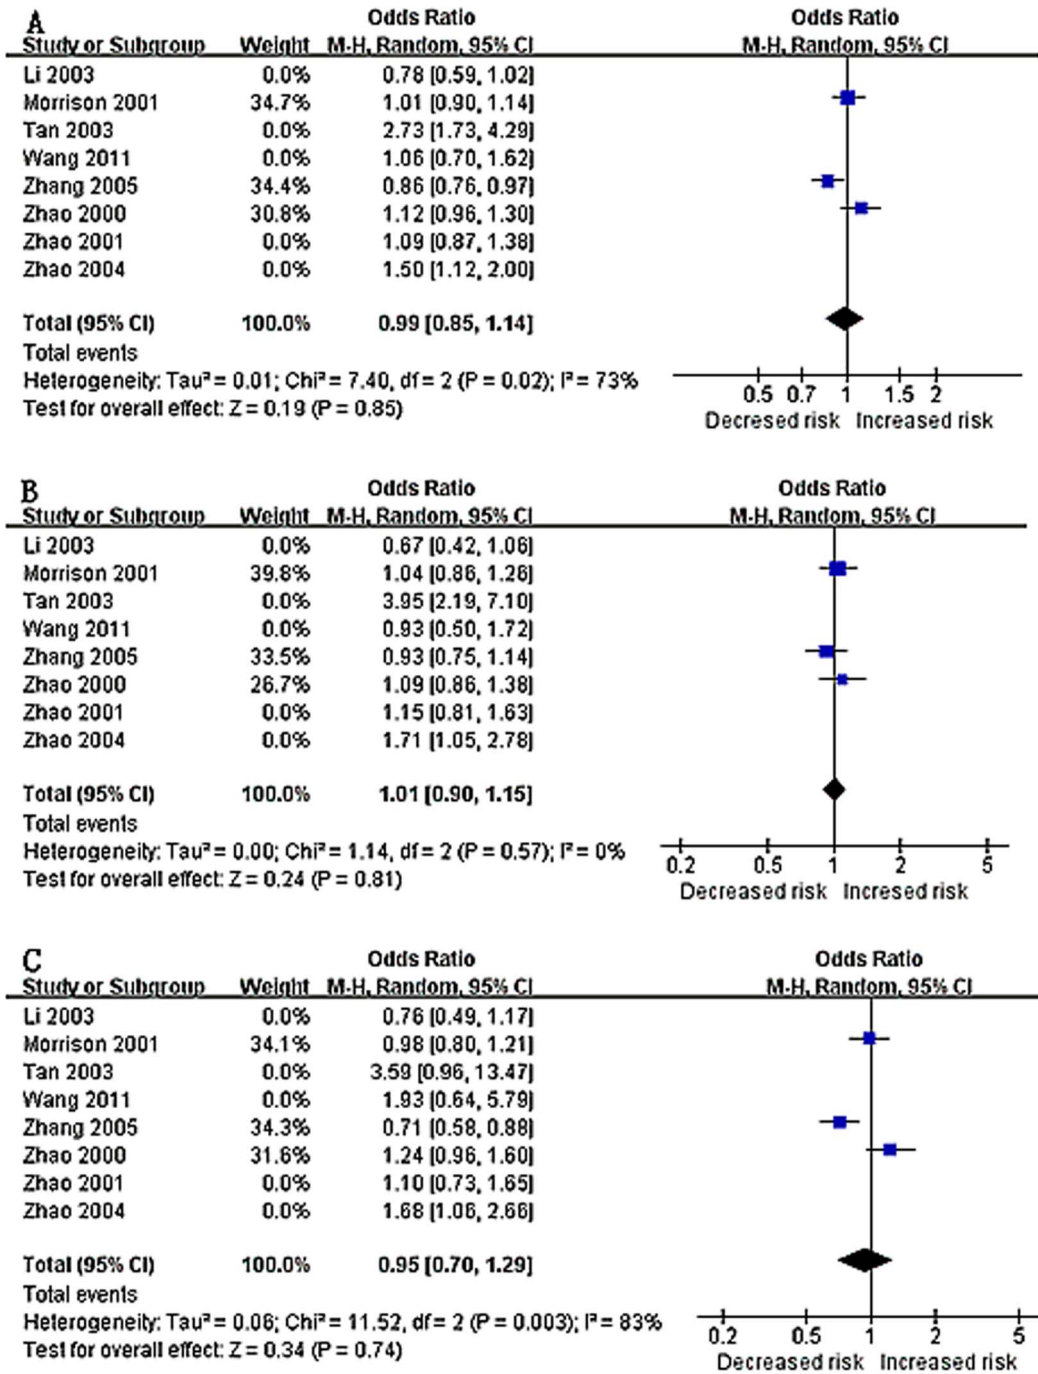 A
Odds Ratio Odds Ratio
Study or Subgroup Weight M-H, Random, 95% CI M-H, Random, 95% CI
Li 2003 0.0% 0.78 [0.59, 1.02]
Morrison 2001 34.7% 1.01 [0.90, 1.14]
Tan 2003 0.0% 2.73 [1.73, 4.29]
Wang 2011 0.0% 1.06 [0.70, 1.62]
Zhang 2005 34.4% 0.86 [0.76, 0.97]
Zhao 2000 30.8% 1.12 [0.96, 1.30]
Zhao 2001 0.0% 1.09 [0.87, 1.38]
Zhao 2004 0.0% 1.50 [1.12, 2.00]
Total (95% CI) 100.0% 0.99 [0.85, 1.14]
Total events
Heterogeneity: Tau² = 0.01; Chi² = 7.40, df = 2 (P = 0.02); I² = 73%
Test for overall effect: Z = 0.19 (P = 0.85)
0.5 0.7 1 1.5 2
Decresed risk Increased risk
B
Odds Ratio Odds Ratio
Study or Subgroup Weight M-H, Random, 95% CI M-H, Random, 95% CI
Li 2003 0.0% 0.67 [0.42, 1.06]
Morrison 2001 39.8% 1.04 [0.86, 1.26]
Tan 2003 0.0% 3.95 [2.19, 7.10]
Wang 2011 0.0% 0.93 [0.50, 1.72]
Zhang 2005 33.5% 0.93 [0.75, 1.14]
Zhao 2000 26.7% 1.09 [0.86, 1.38]
Zhao 2001 0.0% 1.15 [0.81, 1.63]
Zhao 2004 0.0% 1.71 [1.05, 2.78]
Total (95% CI) 100.0% 1.01 [0.90, 1.15]
Total events
Heterogeneity: Tau² = 0.00; Chi² = 1.14, df = 2 (P = 0.57); I² = 0%
Test for overall effect: Z = 0.24 (P = 0.81)
0.2 0.5 1 2 5
Decreased risk Incresed risk
C
Odds Ratio Odds Ratio
Study or Subgroup Weight M-H, Random, 95% CI M-H, Random, 95% CI
Li 2003 0.0% 0.76 [0.49, 1.17]
Morrison 2001 34.1% 0.98 [0.80, 1.21]
Tan 2003 0.0% 3.59 [0.96, 13.47]
Wang 2011 0.0% 1.93 [0.64, 5.79]
Zhang 2005 34.3% 0.71 [0.58, 0.88]
Zhao 2000 31.6% 1.24 [0.96, 1.60]
Zhao 2001 0.0% 1.10 [0.73, 1.65]
Zhao 2004 0.0% 1.68 [1.06, 2.66]
Total (95% CI) 100.0% 0.95 [0.70, 1.29]
Total events
Heterogeneity: Tau² = 0.06; Chi² = 11.52, df = 2 (P = 0.003); I² = 83%
Test for overall effect: Z = 0.34 (P = 0.74)
0.2 0.5 1 2 5
Decreased risk Increased risk